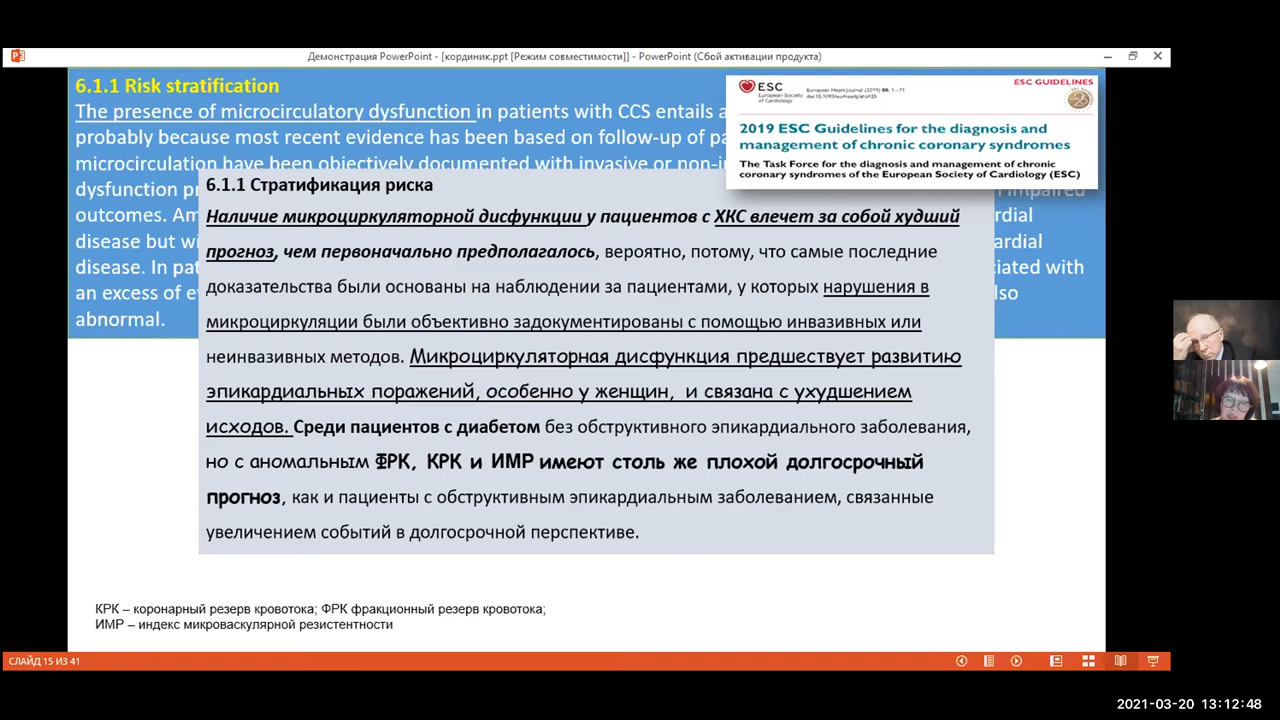 Демонстрация PowerPoint - [кординик.ppt [Режим совместимости]] - PowerPoint (Сбой активации продукта)
6.1.1 Risk stratification
The presence of microcirculatory dysfunction in patients with CCS entails a
probably because most recent evidence has been based on follow-up of pa
microcirculation have been objectively documented with invasive or non-i
dysfunction pr
impaired
outcomes. Am
rdial
disease but wi
ardial
disease. In pat
ciated with
an excess of e
lso
abnormal.
ESC
European Society
of Cardiology
European Heart Journal (2019) 00, 1–71
ESC GUIDELINES
2019 ESC Guidelines for the diagnosis and
management of chronic coronary syndromes
The Task Force for the diagnosis and management of chronic
coronary syndromes of the European Society of Cardiology (ESC)
6.1.1 Стратификация риска
Наличие микроциркуляторной дисфункции у пациентов с ХКС влечет за собой худший
прогноз, чем первоначально предполагалось, вероятно, потому, что самые последние
доказательства были основаны на наблюдении за пациентами, у которых нарушения в
микроциркуляции были объективно задокументированы с помощью инвазивных или
неинвазивных методов. Микроциркуляторная дисфункция предшествует развитию
эпикардиальных поражений, особенно у женщин, и связана с ухудшением
исходов. Среди пациентов с диабетом без обструктивного эпикардиального заболевания,
но с аномальным ФРК, КРК и ИМР имеют столь же плохой долгосрочный
прогноз, как и пациенты с обструктивным эпикардиальным заболеванием, связанные
увеличением событий в долгосрочной перспективе.
КРК – коронарный резерв кровотока; ФРК фракционный резерв кровотока;
ИМР – индекс микроваскулярной резистентности
СЛАЙД 15 ИЗ 41
2021-03-20 13:12:48